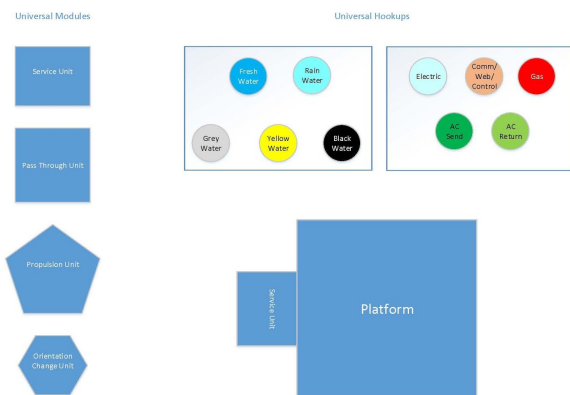 Universal Modules
Universal Hookups
Service Unit
Pass Through Unit
Propulsion Unit
Orientation
Change Unit
Fresh
Water
Rain
Water
Grey
Water
Yellow
Water
Black
Water
Electric
Comm/
Web/
Control
Gas
AC
Send
AC
Return
Service Unit
Platform